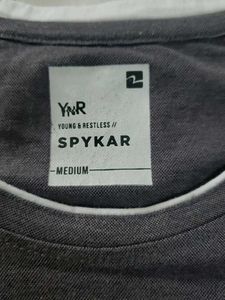 YNR
YOUNG & RESTLESS //
SPYKAR
MEDIUM